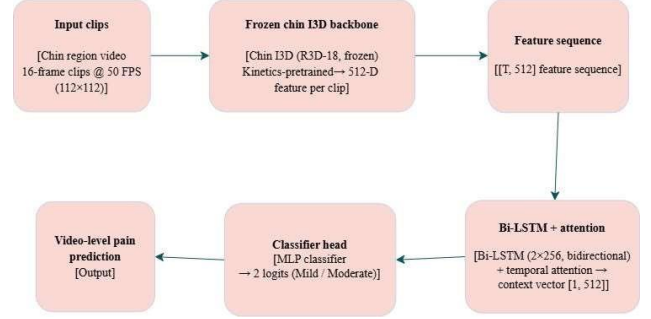 Input clips
[Chin region video
16-frame clips @ 50 FPS
(112×112)]
Frozen chin I3D backbone
[Chin I3D (R3D-18, frozen)
Kinetics-pretrained→ 512-D
feature per clip]
Feature sequence
[[T, 512] feature sequence]
Bi-LSTM + attention
[Bi-LSTM (2×256, bidirectional)
+ temporal attention →
context vector [1, 512]]
Classifier head
[MLP classifier
→ 2 logits (Mild / Moderate)]
Video-level pain
prediction
[Output]